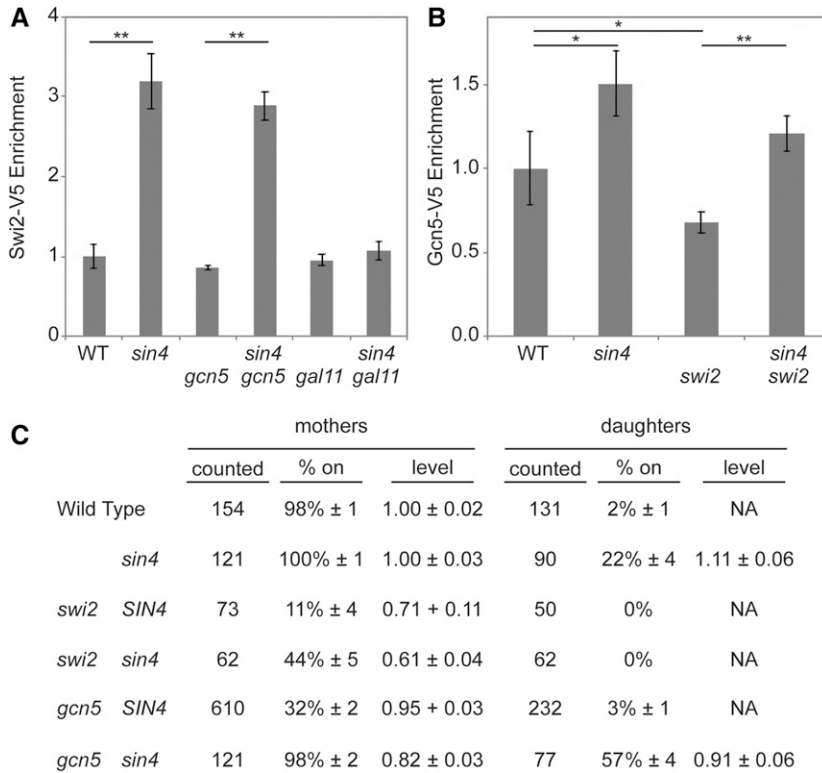 A
Swi2-V5 Enrichment
4
3
2
1
0
**
**
WT
sin4
gcn5
sin4
gcn5
gal11
sin4
gal11
B
Gcn5-V5 Enrichment
1.5
1.0
0.5
0.0
*
*
**
WT
sin4
swi2
sin4
swi2
C
mothers daughters
counted % on level counted % on level
Wild Type 154 98% ± 1 1.00 ± 0.02 131 2% ± 1 NA
sin4 121 100% ± 1 1.00 ± 0.03 90 22% ± 4 1.11 ± 0.06
swi2 SIN4 73 11% ± 4 0.71 + 0.11 50 0% NA
swi2 sin4 62 44% ± 5 0.61 ± 0.04 62 0% NA
gcn5 SIN4 610 32% ± 2 0.95 + 0.03 232 3% ± 1 NA
gcn5 sin4 121 98% ± 2 0.82 ± 0.03 77 57% ± 4 0.91 ± 0.06